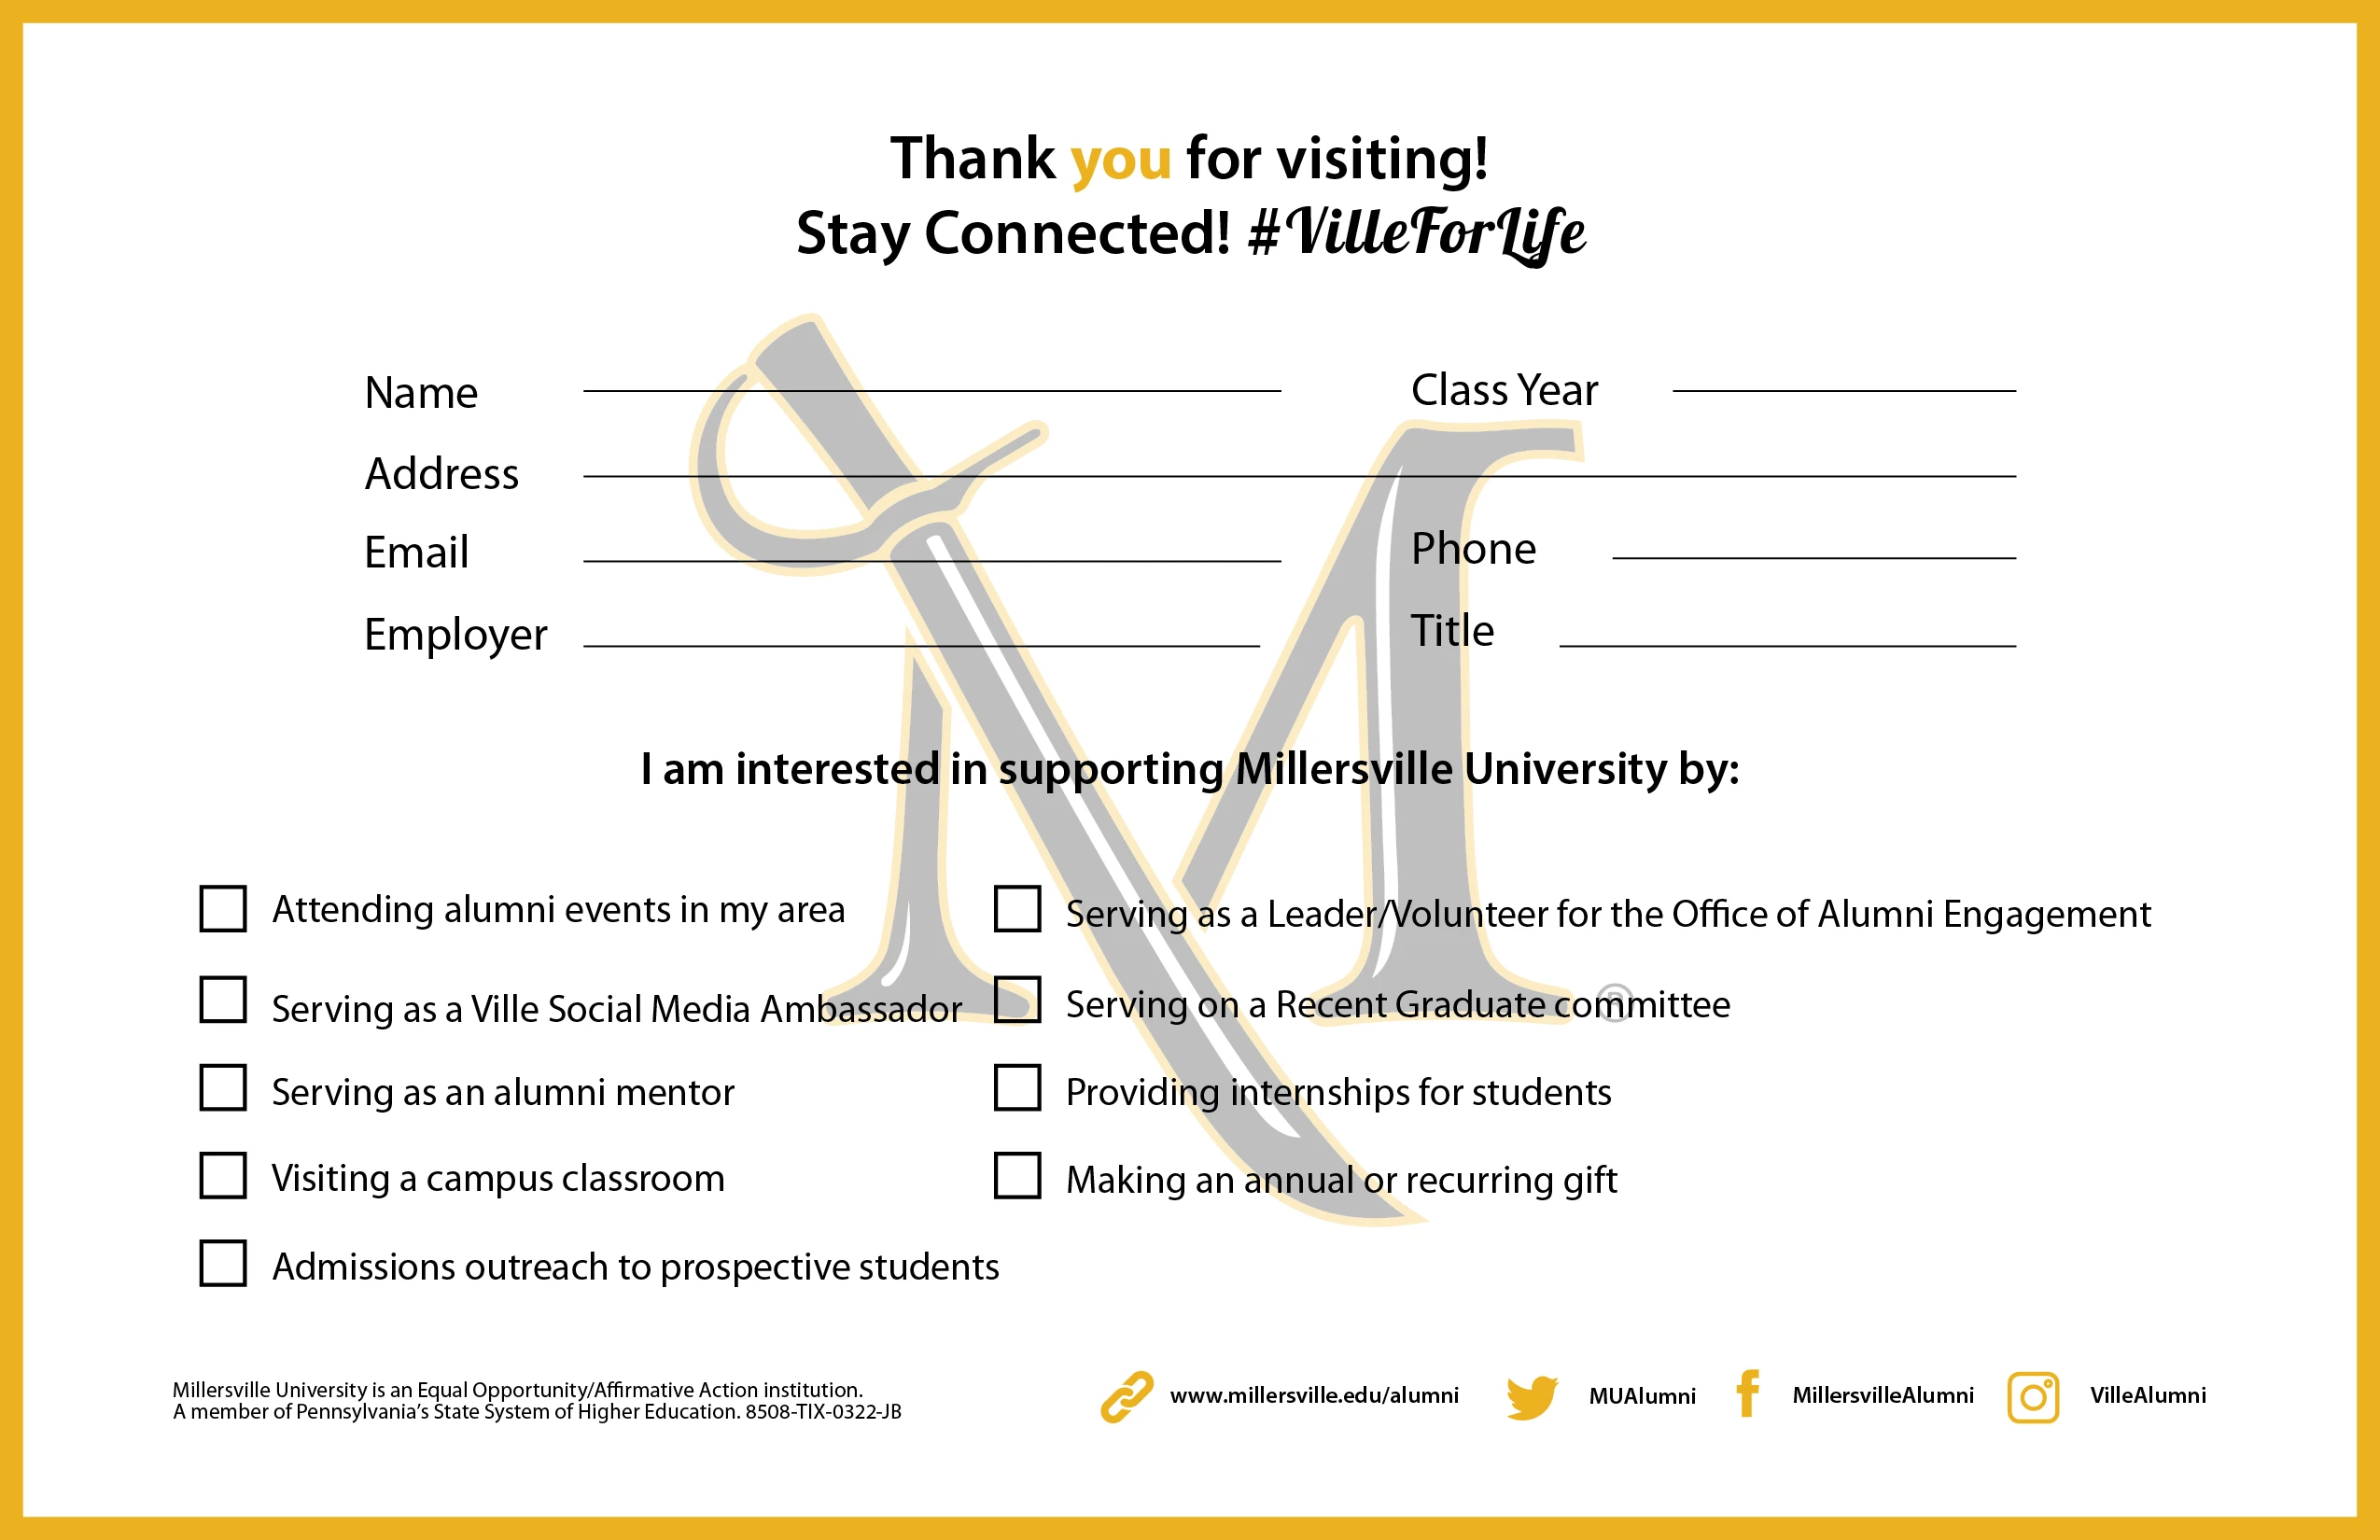 Thank you for visiting!
Stay Connected! #VilleForLife
Name Class Year
Address
Email Phone
Employer Title
I am interested in supporting Millersville University by:
Attending alumni events in my area
Serving as a Ville Social Media Ambassador
Serving as an alumni mentor
Visiting a campus classroom
Admissions outreach to prospective students
Serving as a Leader/Volunteer for the Office of Alumni Engagement
Serving on a Recent Graduate committee
Providing internships for students
Making an annual or recurring gift
M
®
Millersville University is an Equal Opportunity/Affirmative Action institution.
A member of Pennsylvania’s State System of Higher Education. 8508-TIX-0322-JB
www.millersville.edu/alumni MUAlumni MillersvilleAlumni VilleAlumni